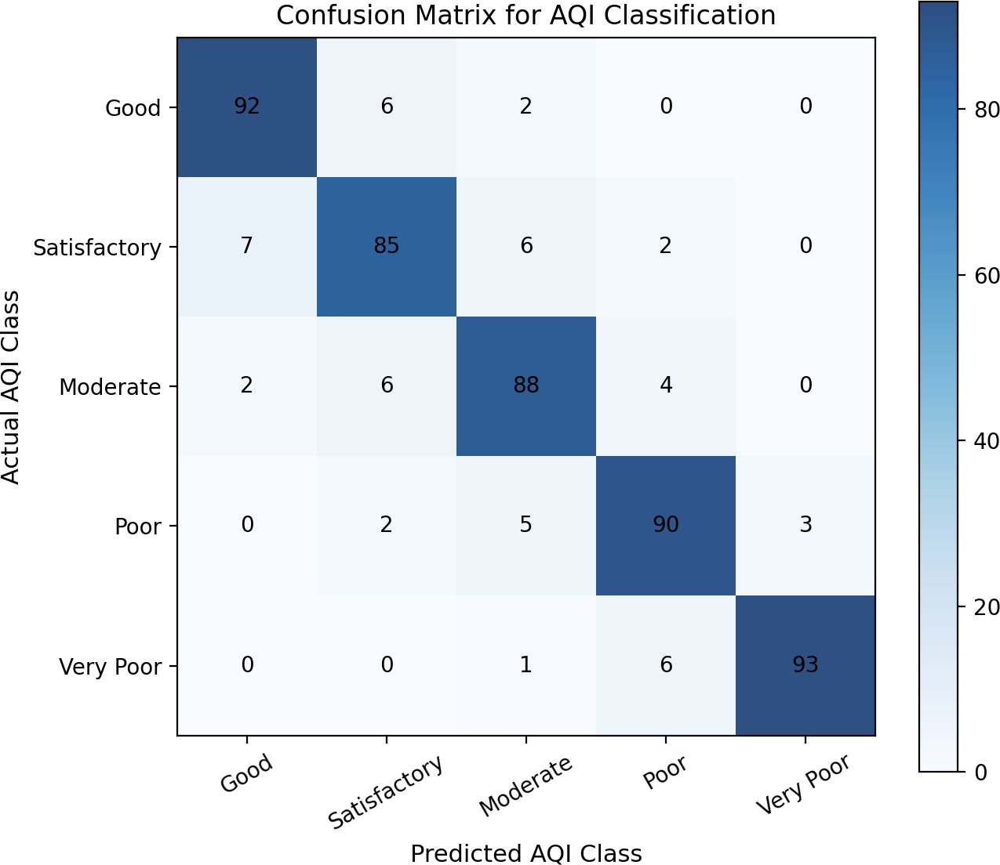 Confusion Matrix for AQI Classification
Actual AQI Class
Good 92 6 2 0 0
Satisfactory 7 85 6 2 0
Moderate 2 6 88 4 0
Poor 0 2 5 90 3
Very Poor 0 0 1 6 93
Good Satisfactory Moderate Poor Very Poor
Predicted AQI Class
80
60
40
20
0